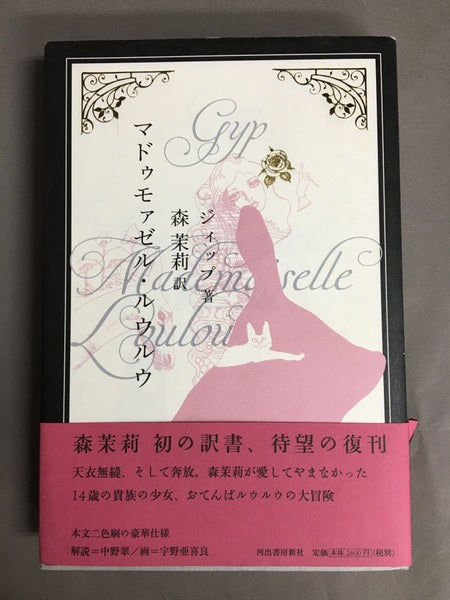 Gyp
マドゥモァゼル・ルウルウ
ジィップ 著
森 茉莉 訳
Mademoiselle
Loulou
森茉莉 初の訳書、待望の復刊
天衣無縫、そして奔放。森茉莉が愛してやまなかった
14歳の貴族の少女、おてんばルウルウの大冒険
本文二色刷の豪華仕様
解説=中野翠/画=宇野亜喜良
河出書房新社 定価 本体2600円(税別)